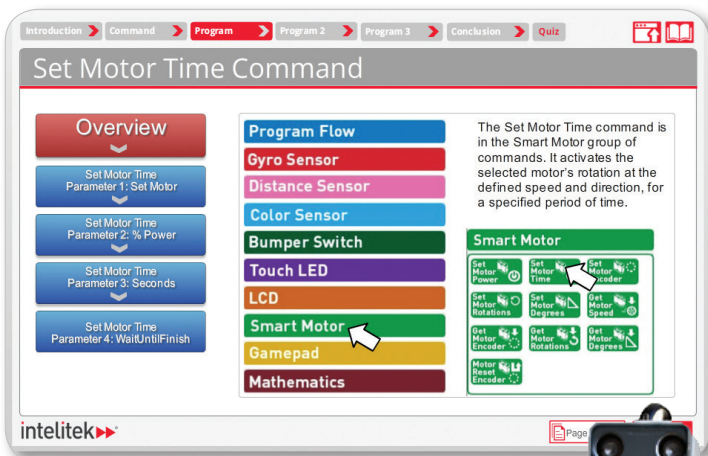 Introduction Command Program Program 2 Program 3 Conclusion Quiz
Set Motor Time Command
Overview
Set Motor Time
Parameter 1: Set Motor
Set Motor Time
Parameter 2: % Power
Set Motor Time
Parameter 3: Seconds
Set Motor Time
Parameter 4: WaitUntilFinish
Program Flow
Gyro Sensor
Distance Sensor
Color Sensor
Bumper Switch
Touch LED
LCD
Smart Motor
Gamepad
Mathematics
The Set Motor Time command is
in the Smart Motor group of
commands. It activates the
selected motor's rotation at the
defined speed and direction, for
a specified period of time.
Smart Motor
Set Motor Power
Set Motor Time
Set Motor Encoder
Set Motor Rotations
Set Motor Degrees
Get Motor Speed
Get Motor Encoder
Get Motor Rotations
Get Motor Degrees
Motor Reset Encoder
intelitek
Page